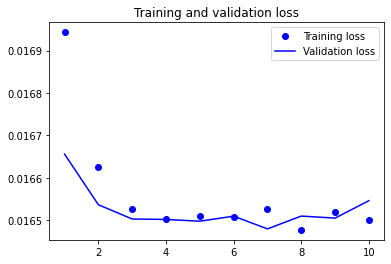 Training and validation loss
0.0169
0.0168
0.0167
0.0166
0.0165
Training loss
Validation loss
2 4 6 8 10